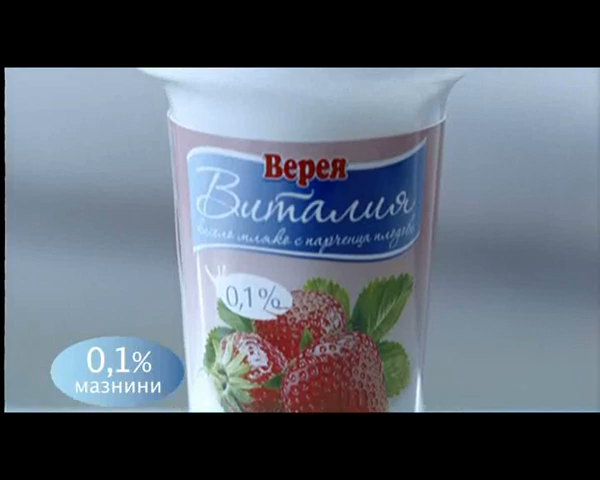 Верея
Виталия
кисело мляко с парченца плодове
0,1%
0,1%
мазнини